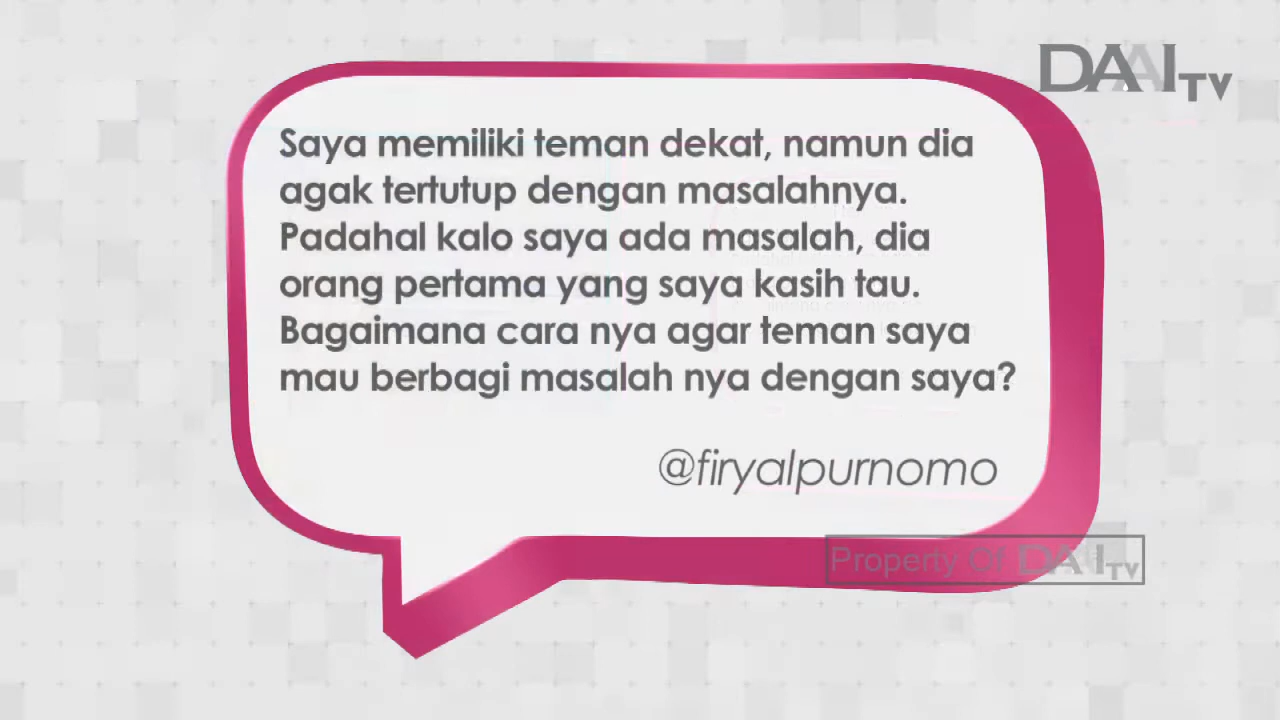 DAAI TV
Saya memiliki teman dekat, namun dia
agak tertutup dengan masalahnya.
Padahal kalo saya ada masalah, dia
orang pertama yang saya kasih tau.
Bagaimana cara nya agar teman saya
mau berbagi masalah nya dengan saya?
@firyalpurnomo
Property Of DAAI TV